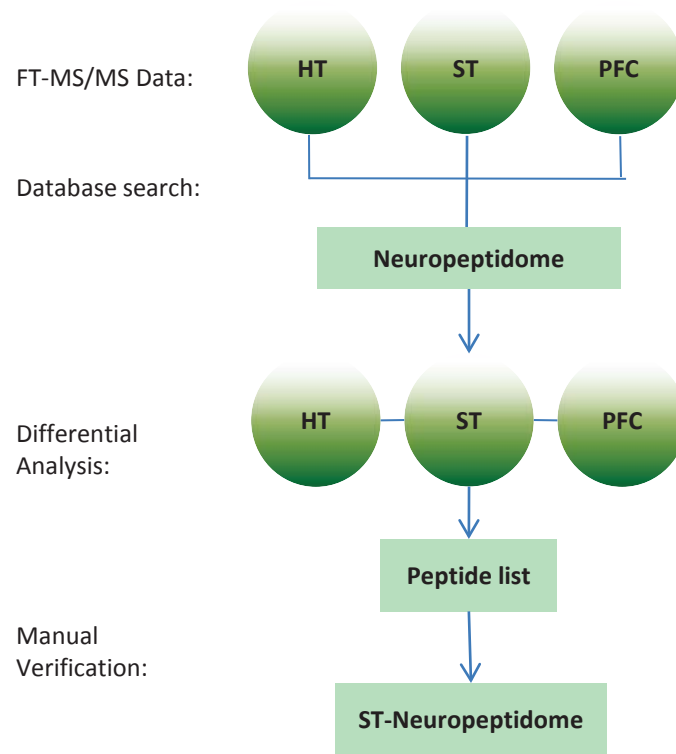 FT-MS/MS Data:
HT
ST
PFC
Database search:
Neuropeptidome
Differential
Analysis:
HT
ST
PFC
Peptide list
Manual
Verification:
ST-Neuropeptidome